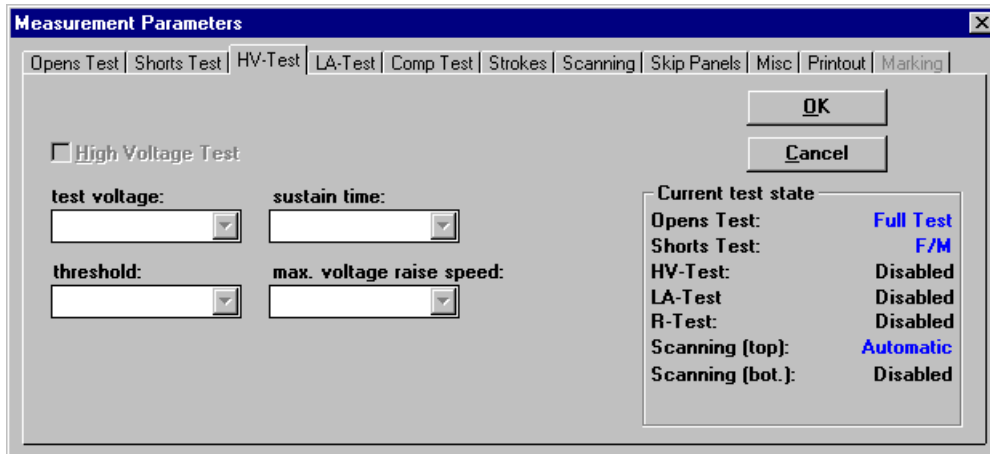 Measurement Parameters
Opens Test Shorts Test HV-Test LA-Test Comp Test Strokes Scanning Skip Panels Misc Printout Marking
OK
High Voltage Test
Cancel
test voltage: sustain time:
threshold: max. voltage raise speed:
Current test state
Opens Test: Full Test
Shorts Test: F/M
HV-Test: Disabled
LA-Test Disabled
R-Test: Disabled
Scanning (top): Automatic
Scanning (bot.): Disabled